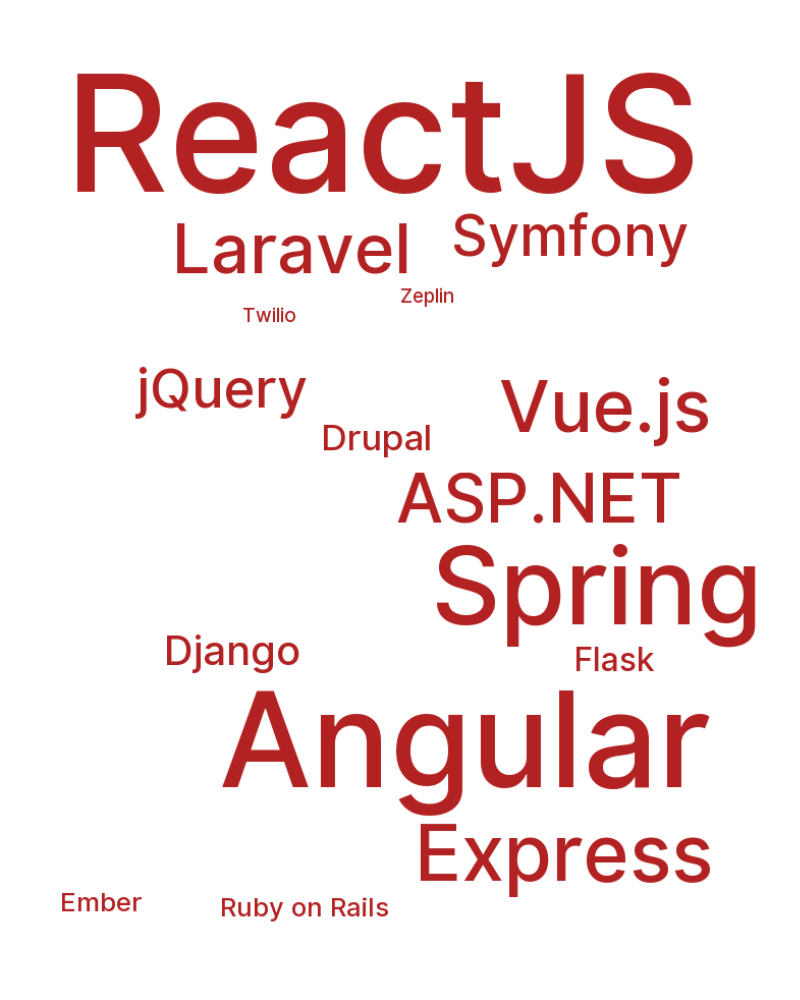 ReactJS
Laravel
Symfony
Zeplin
Twilio
jQuery
Vue.js
Drupal
ASP.NET
Spring
Django
Flask
Angular
Express
Ember
Ruby on Rails